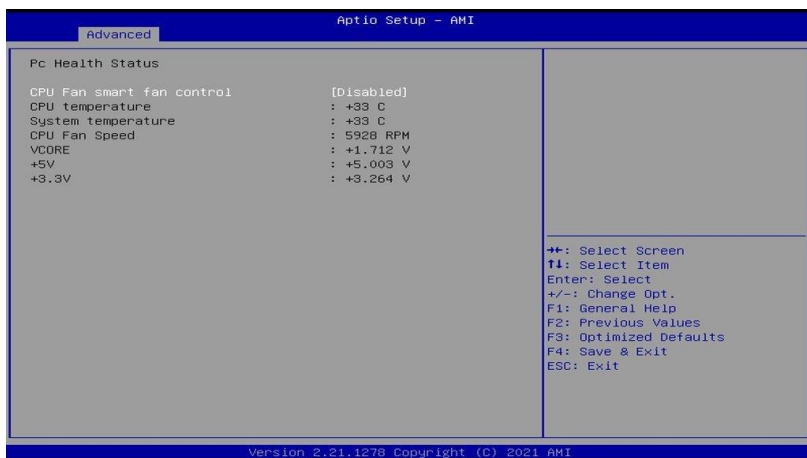 Aptio Setup – AMI
Advanced
Pc Health Status
CPU Fan smart fan control [Disabled]
CPU temperature : +33 C
System temperature : +33 C
CPU Fan Speed : 5928 RPM
VCORE : +1.712 V
+5V : +5.003 V
+3.3V : +3.264 V
→←: Select Screen
↑↓: Select Item
Enter: Select
+/-: Change Opt.
F1: General Help
F2: Previous Values
F3: Optimized Defaults
F4: Save & Exit
ESC: Exit
Version 2.21.1278 Copyright (C) 2021 AMI